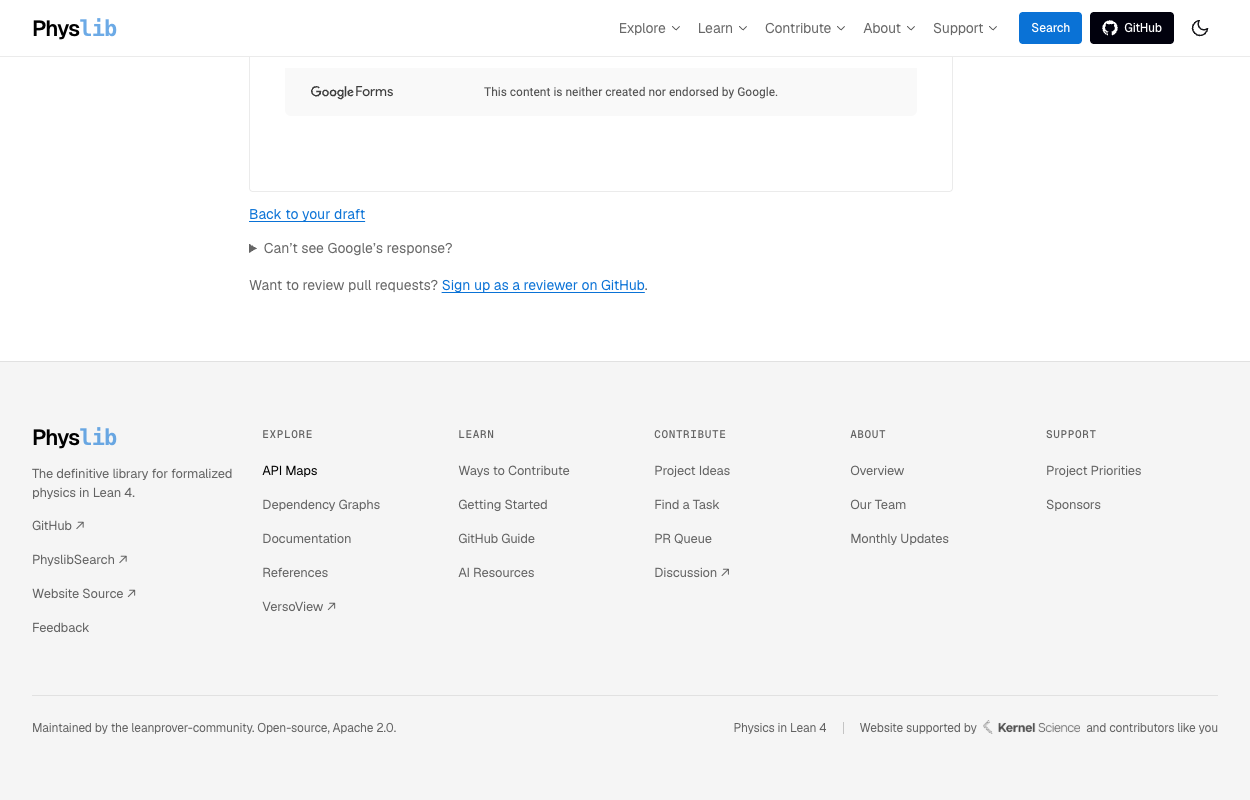 Physlib
Explore
Learn
Contribute
About
Support
Search
GitHub
Google Forms
This content is neither created nor endorsed by Google.
Back to your draft
Can't see Google's response?
Want to review pull requests? Sign up as a reviewer on GitHub.
Physlib
The definitive library for formalized
physics in Lean 4.
GitHub ↗
PhyslibSearch ↗
Website Source ↗
Feedback
EXPLORE
API Maps
Dependency Graphs
Documentation
References
VersoView ↗
LEARN
Ways to Contribute
Getting Started
GitHub Guide
AI Resources
CONTRIBUTE
Project Ideas
Find a Task
PR Queue
Discussion ↗
ABOUT
Overview
Our Team
Monthly Updates
SUPPORT
Project Priorities
Sponsors
Maintained by the leanprover-community. Open-source, Apache 2.0.
Physics in Lean 4
Website supported by Kernel Science and contributors like you